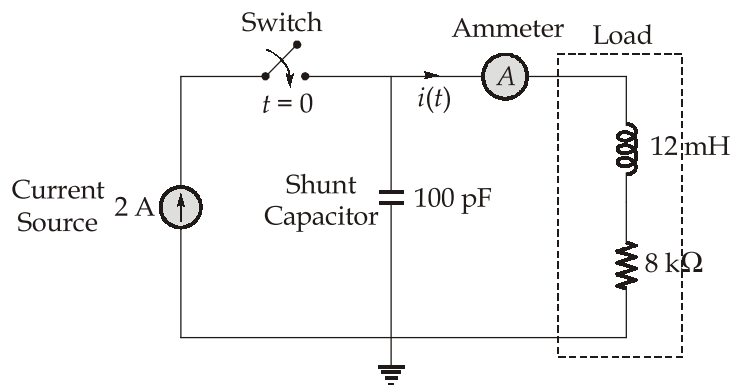 Switch
Ammeter
Load
A
t = 0
i(t)
12 mH
Current
Source
2 A
Shunt
Capacitor
100 pF
8 kΩ